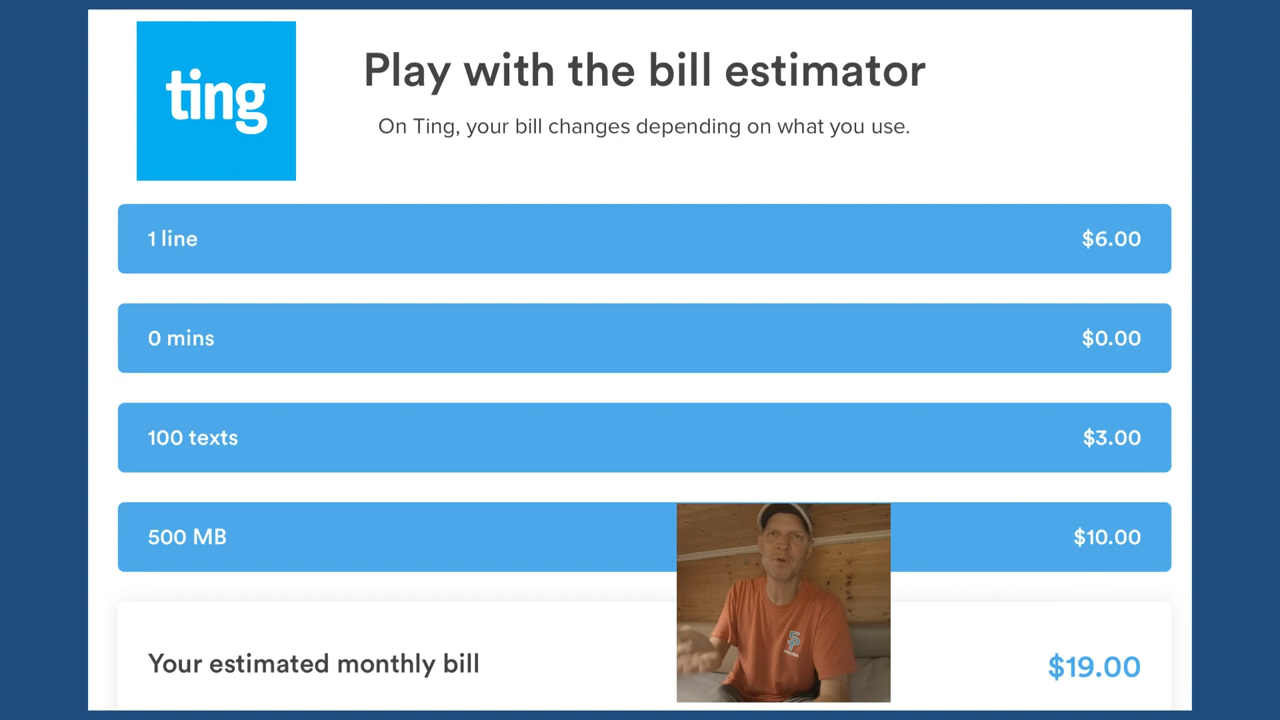 ting
Play with the bill estimator
On Ting, your bill changes depending on what you use.
1 line $6.00
0 mins $0.00
100 texts $3.00
500 MB $10.00
Your estimated monthly bill $19.00